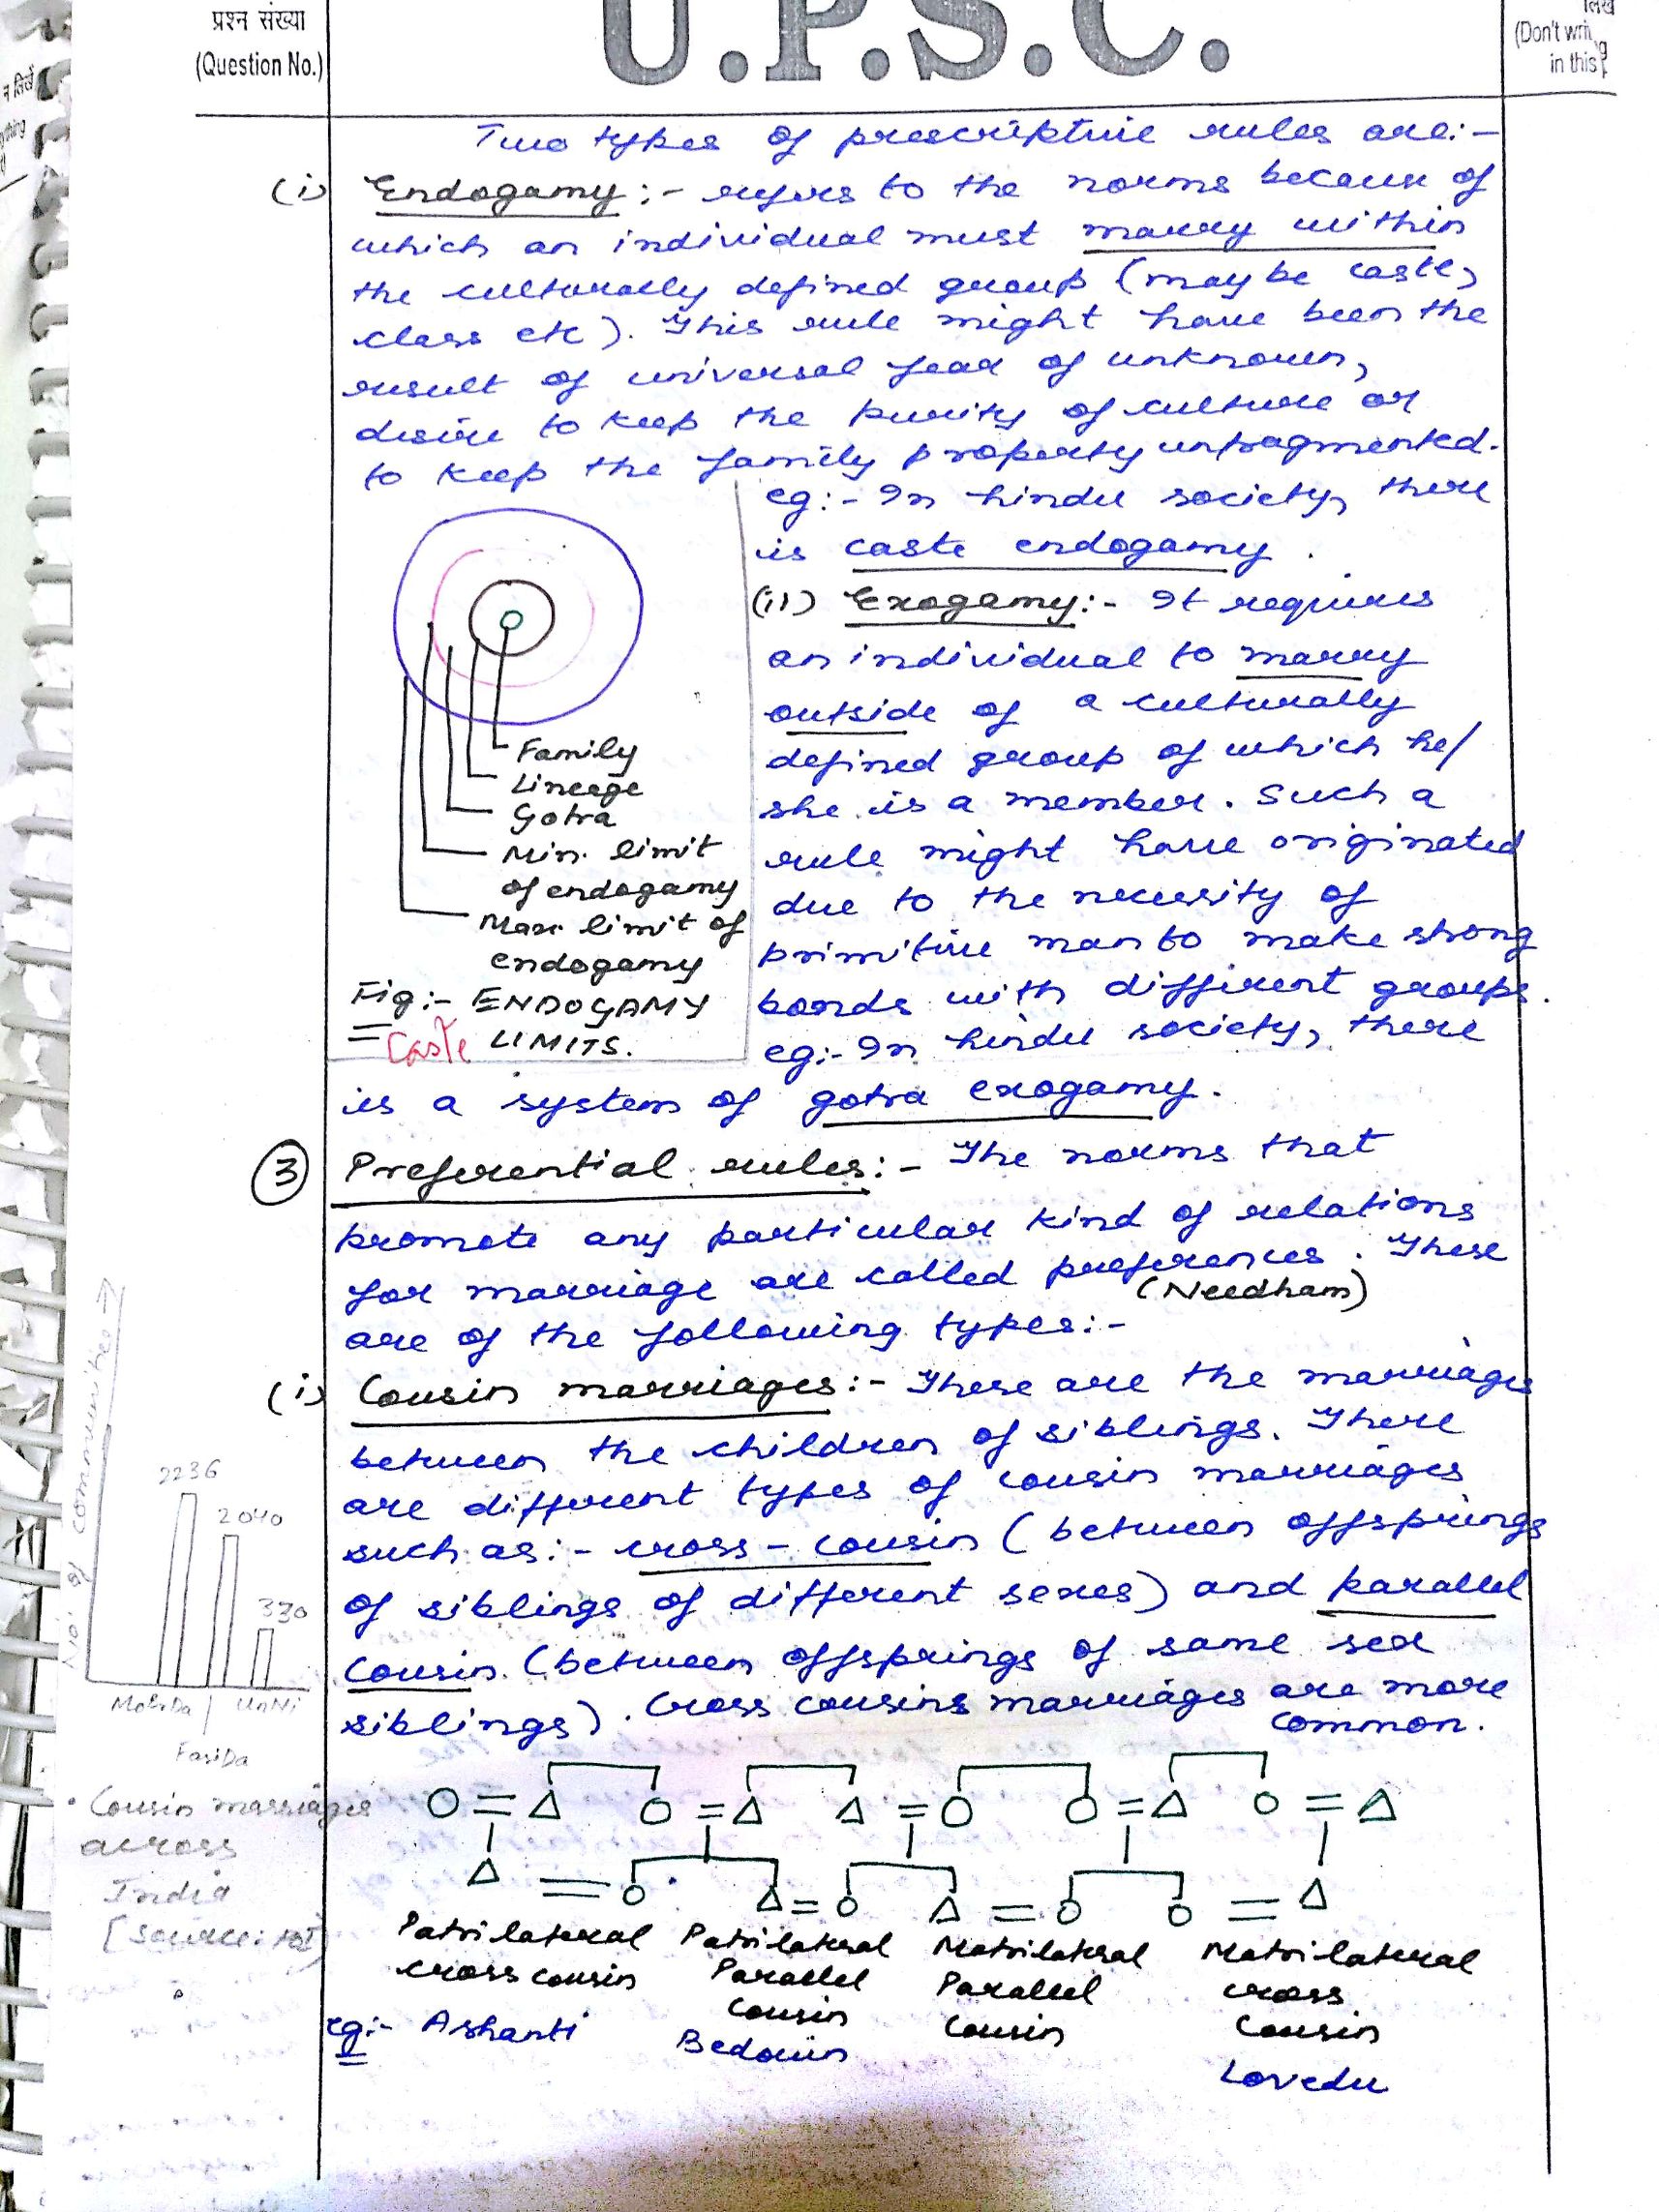 प्रश्न संख्या
(Question No.)
U.P.S.C.
(Don't
in this
Two types of prescriptive rules are:-
(i) Endogamy:- refers to the norms because of
which an individual must marry within
the culturally defined group (may be caste,
class etc). This rule might have been the
result of universal fear of unknown,
desire to keep the purity of culture or
to keep the family property unfragmented.
eg:- In hindu society, there
is caste endogamy.
Family
Lineage
Gotra
Min. limit
of endogamy
Max limit of
endogamy
Fig:- ENDOGAMY
Caste LIMITS.
(ii) Exogamy:- It requires
an individual to marry
outside of a culturally
defined group of which he/
she is a member. Such a
rule might have originated
due to the necessity of
primitive man to make strong
bonds with different groups.
eg:- In hindu society, there
is a system of gotra exogamy.
3 Preferential rules:- The norms that
promote any particular kind of relations
for marriage are called preferences. These
(Needham)
are of the following types:-
(i) Cousin marriages:- These are the marriages
between the children of siblings. There
are different types of cousin marriages
such as:- cross-cousin (between offsprings
of siblings of different sexes) and parallel
cousin (between offsprings of same sex
siblings). Cross cousins marriages are more
common.
No. of communities
2236
2040
330
MoBrDa
UnNi
FaSiDa
• Cousin marriages
across
India
[Source:
Patrilateral
cross cousin
Patrilateral
Parallel
Cousin
Matrilateral
Parallel
Cousin
Matrilateral
cross
Cousin
eg:- Ashanti
Bedouin
Lovedu